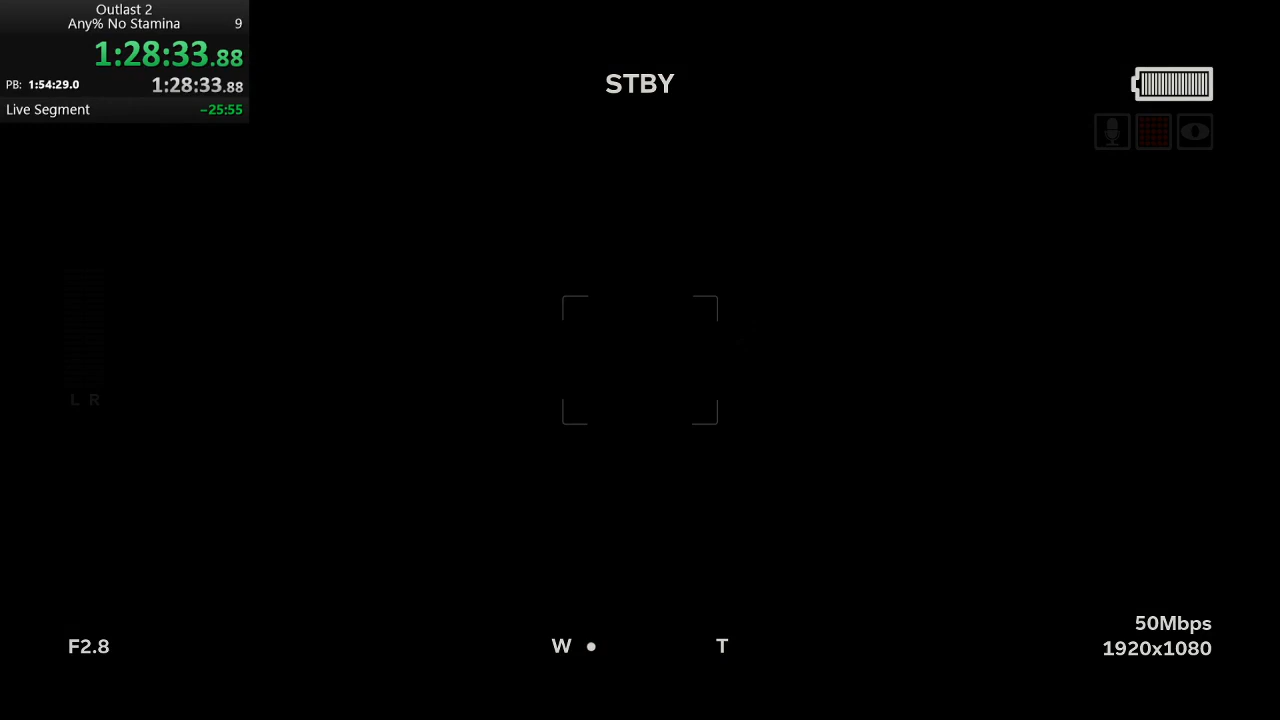 Outlast 2
Any% No Stamina 9
1:28:33.88
PB: 1:54:29.0 1:28:33.88
Live Segment −25:55
STBY
L R
F2.8
W T
50Mbps
1920x1080